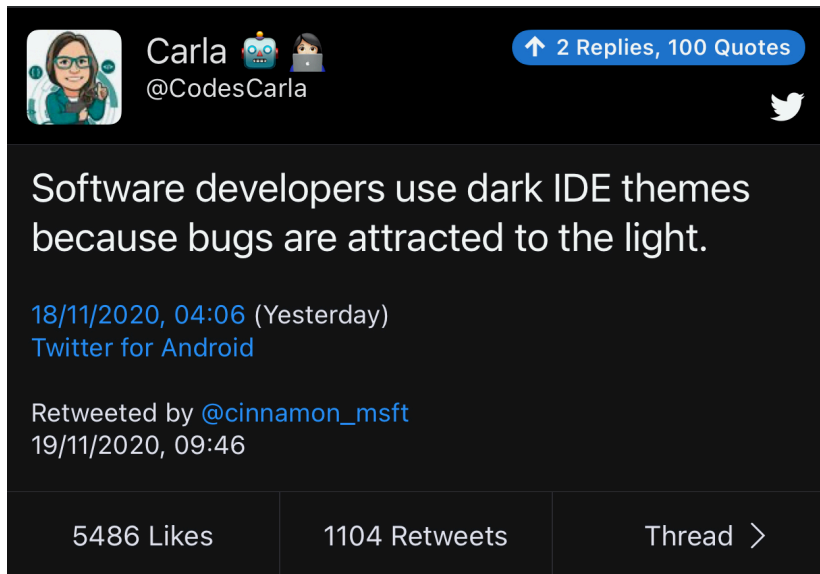 Carla 🤖 👩🏻‍💻
@CodesCarla
↑ 2 Replies, 100 Quotes
Software developers use dark IDE themes
because bugs are attracted to the light.
18/11/2020, 04:06 (Yesterday)
Twitter for Android
Retweeted by @cinnamon_msft
19/11/2020, 09:46
5486 Likes
1104 Retweets
Thread >